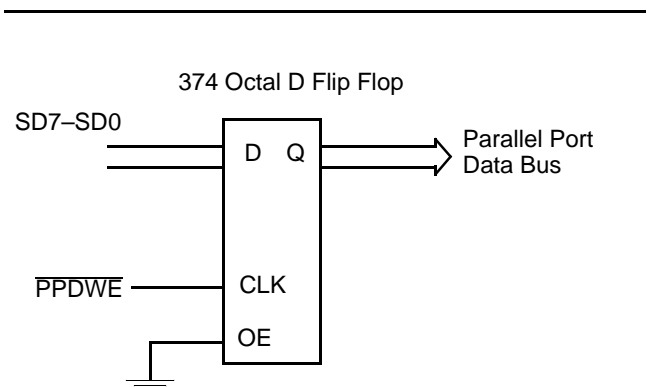 374 Octal D Flip Flop
SD7–SD0
D Q
Parallel Port
Data Bus
PPDWE
CLK
OE